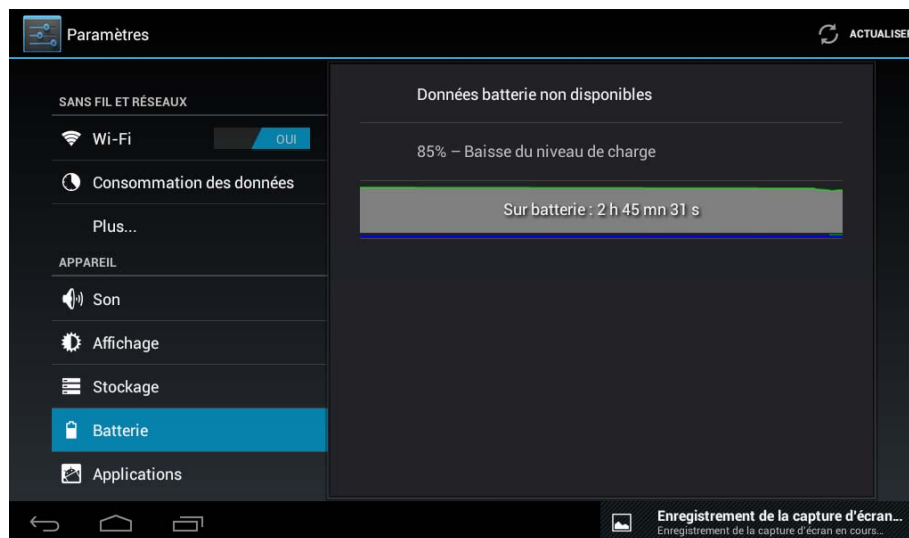 Paramètres
ACTUALISER
SANS FIL ET RÉSEAUX
Wi-Fi
OUI
Consommation des données
Plus...
APPAREIL
Son
Affichage
Stockage
Batterie
Applications
Données batterie non disponibles
85% – Baisse du niveau de charge
Sur batterie : 2 h 45 mn 31 s
Enregistrement de la capture d'écran...
Enregistrement de la capture d'écran en cours...